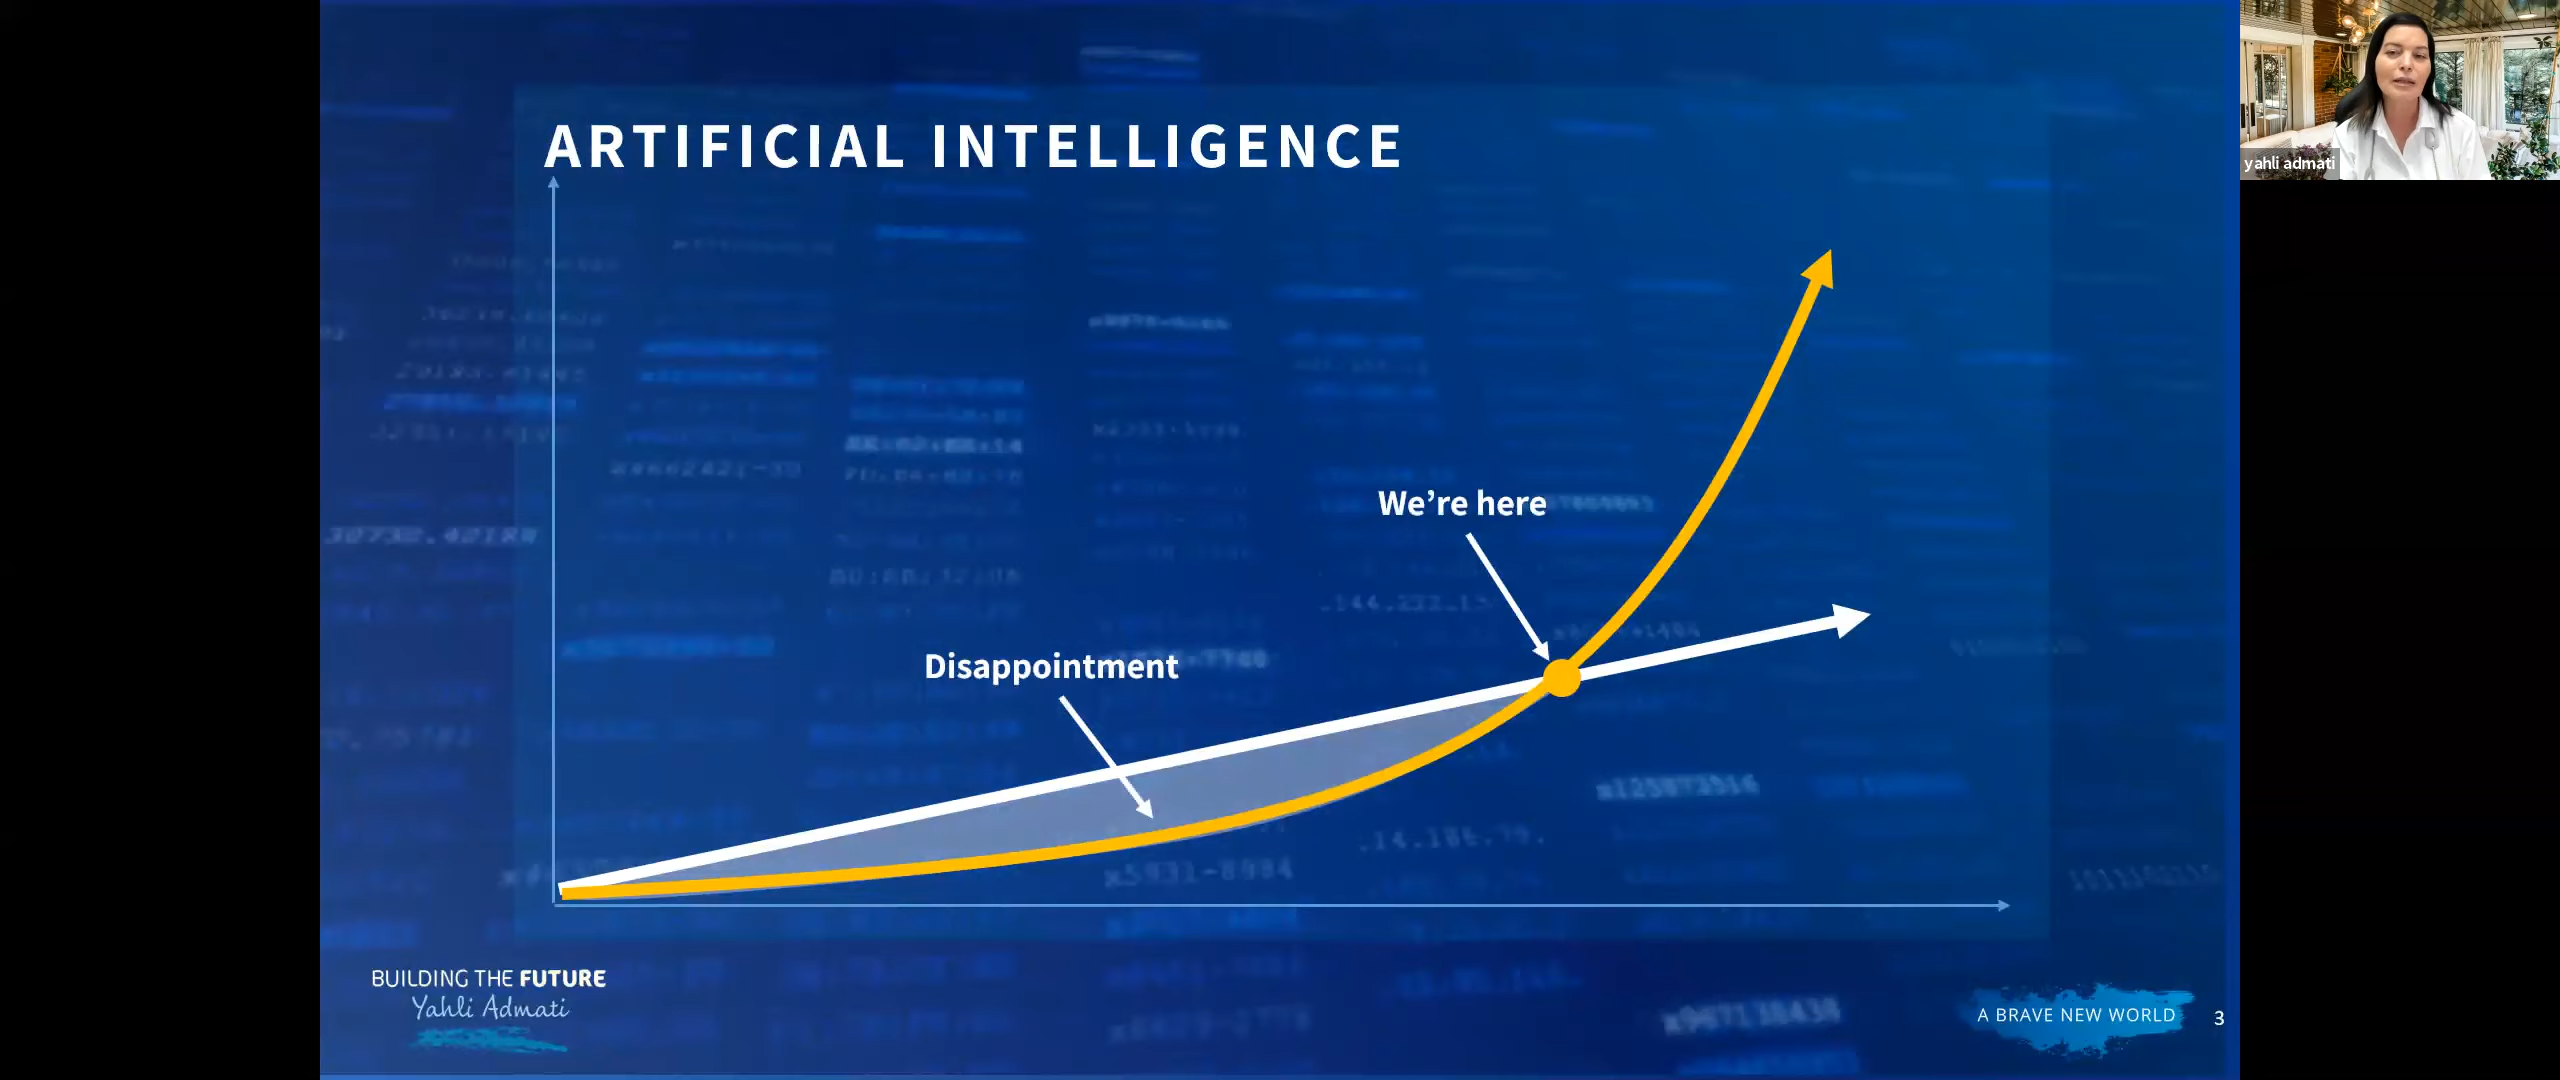 ARTIFICIAL INTELLIGENCE
yahli admati
We're here
Disappointment
BUILDING THE FUTURE
Yahli Admati
A BRAVE NEW WORLD
3